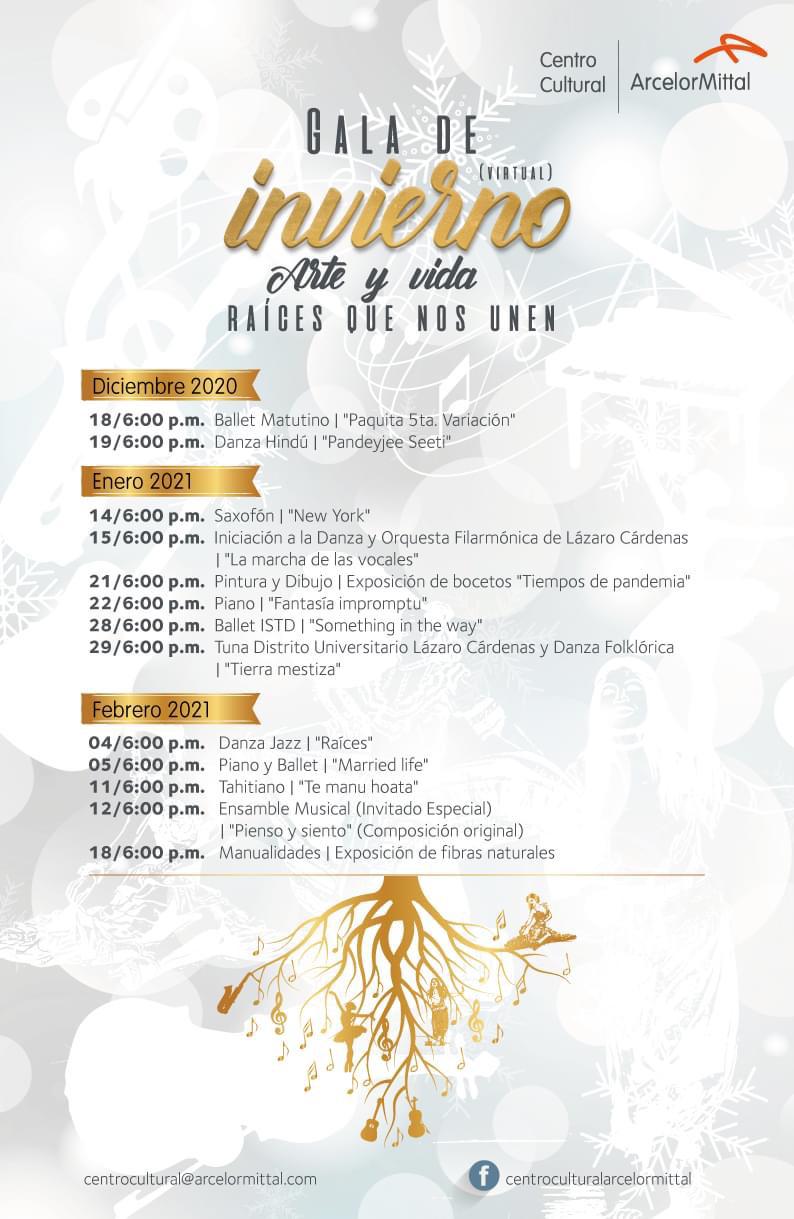 Centro
Cultural
ArcelorMittal
GALA DE
(VIRTUAL)
invierno
Arte y vida
RAÍCES QUE NOS UNEN
Diciembre 2020
18/6:00 p.m. Ballet Matutino | "Paquita 5ta. Variación"
19/6:00 p.m. Danza Hindú | "Pandeyjee Seeti"
Enero 2021
14/6:00 p.m. Saxofón | "New York"
15/6:00 p.m. Iniciación a la Danza y Orquesta Filarmónica de Lázaro Cárdenas
| "La marcha de las vocales"
21/6:00 p.m. Pintura y Dibujo | Exposición de bocetos "Tiempos de pandemia"
22/6:00 p.m. Piano | "Fantasía impromptu"
28/6:00 p.m. Ballet ISTD | "Something in the way"
29/6:00 p.m. Tuna Distrito Universitario Lázaro Cárdenas y Danza Folklórica
| "Tierra mestiza"
Febrero 2021
04/6:00 p.m. Danza Jazz | "Raíces"
05/6:00 p.m. Piano y Ballet | "Married life"
11/6:00 p.m. Tahitiano | "Te manu hoata"
12/6:00 p.m. Ensamble Musical (Invitado Especial)
| "Pienso y siento" (Composición original)
18/6:00 p.m. Manualidades | Exposición de fibras naturales
centrocultural@arcelormittal.com
f centroculturalarcelormittal